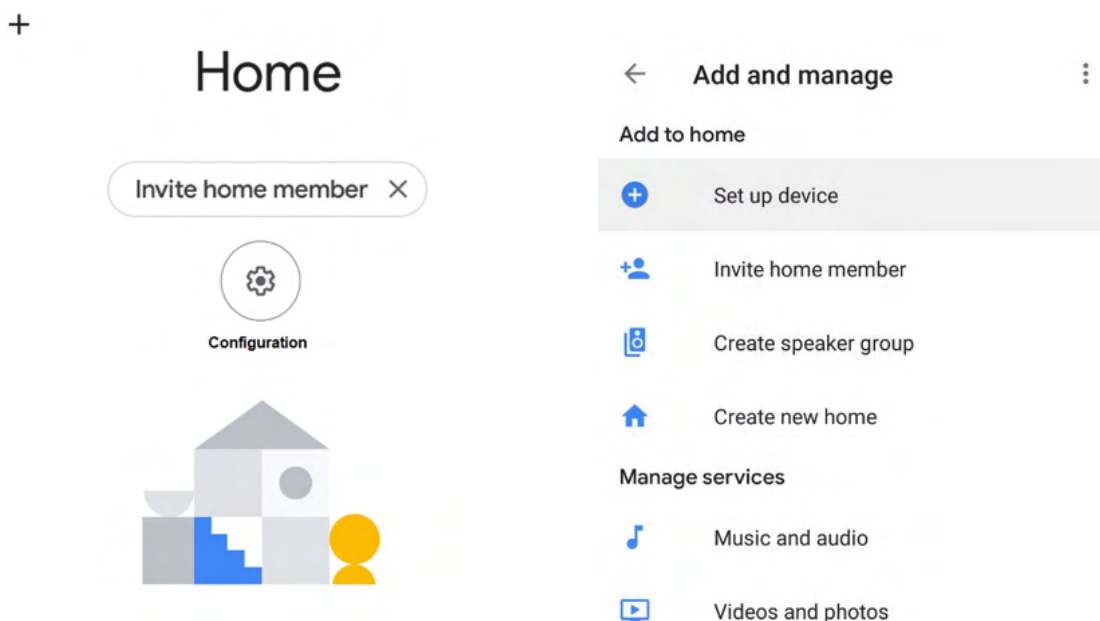 Home
Invite home member
Configuration
Add and manage
Add to home
Set up device
Invite home member
Create speaker group
Create new home
Manage services
Music and audio
Videos and photos